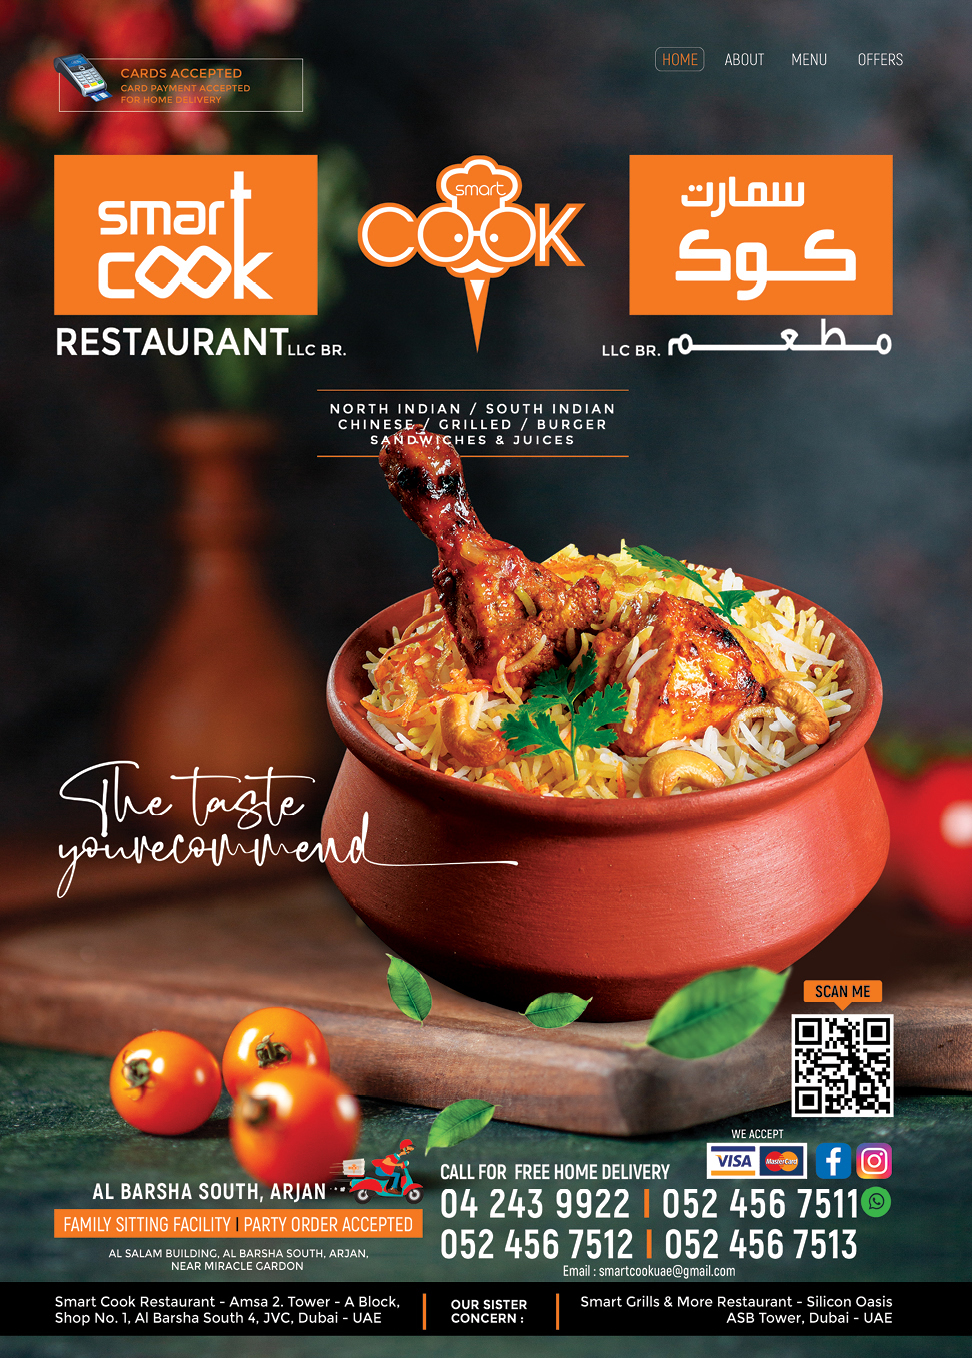 CARDS ACCEPTED
CARD PAYMENT ACCEPTED
FOR HOME DELIVERY
HOME ABOUT MENU OFFERS
smart
cook
RESTAURANT LLC BR.
smart
COOK
سمارت
كوك
LLC BR. مطعم
NORTH INDIAN / SOUTH INDIAN
CHINESE / GRILLED / BURGER
SANDWICHES & JUICES
The taste
yourecommend
SCAN ME
WE ACCEPT
VISA MasterCard
AL BARSHA SOUTH, ARJAN
FAMILY SITTING FACILITY I PARTY ORDER ACCEPTED
AL SALAM BUILDING, AL BARSHA SOUTH, ARJAN,
NEAR MIRACLE GARDON
CALL FOR FREE HOME DELIVERY
04 243 9922 I 052 456 7511
052 456 7512 I 052 456 7513
Email : smartcookuae@gmail.com
Smart Cook Restaurant - Amsa 2. Tower - A Block,
Shop No. 1, Al Barsha South 4, JVC, Dubai - UAE
OUR SISTER
CONCERN :
Smart Grills & More Restaurant - Silicon Oasis
ASB Tower, Dubai - UAE